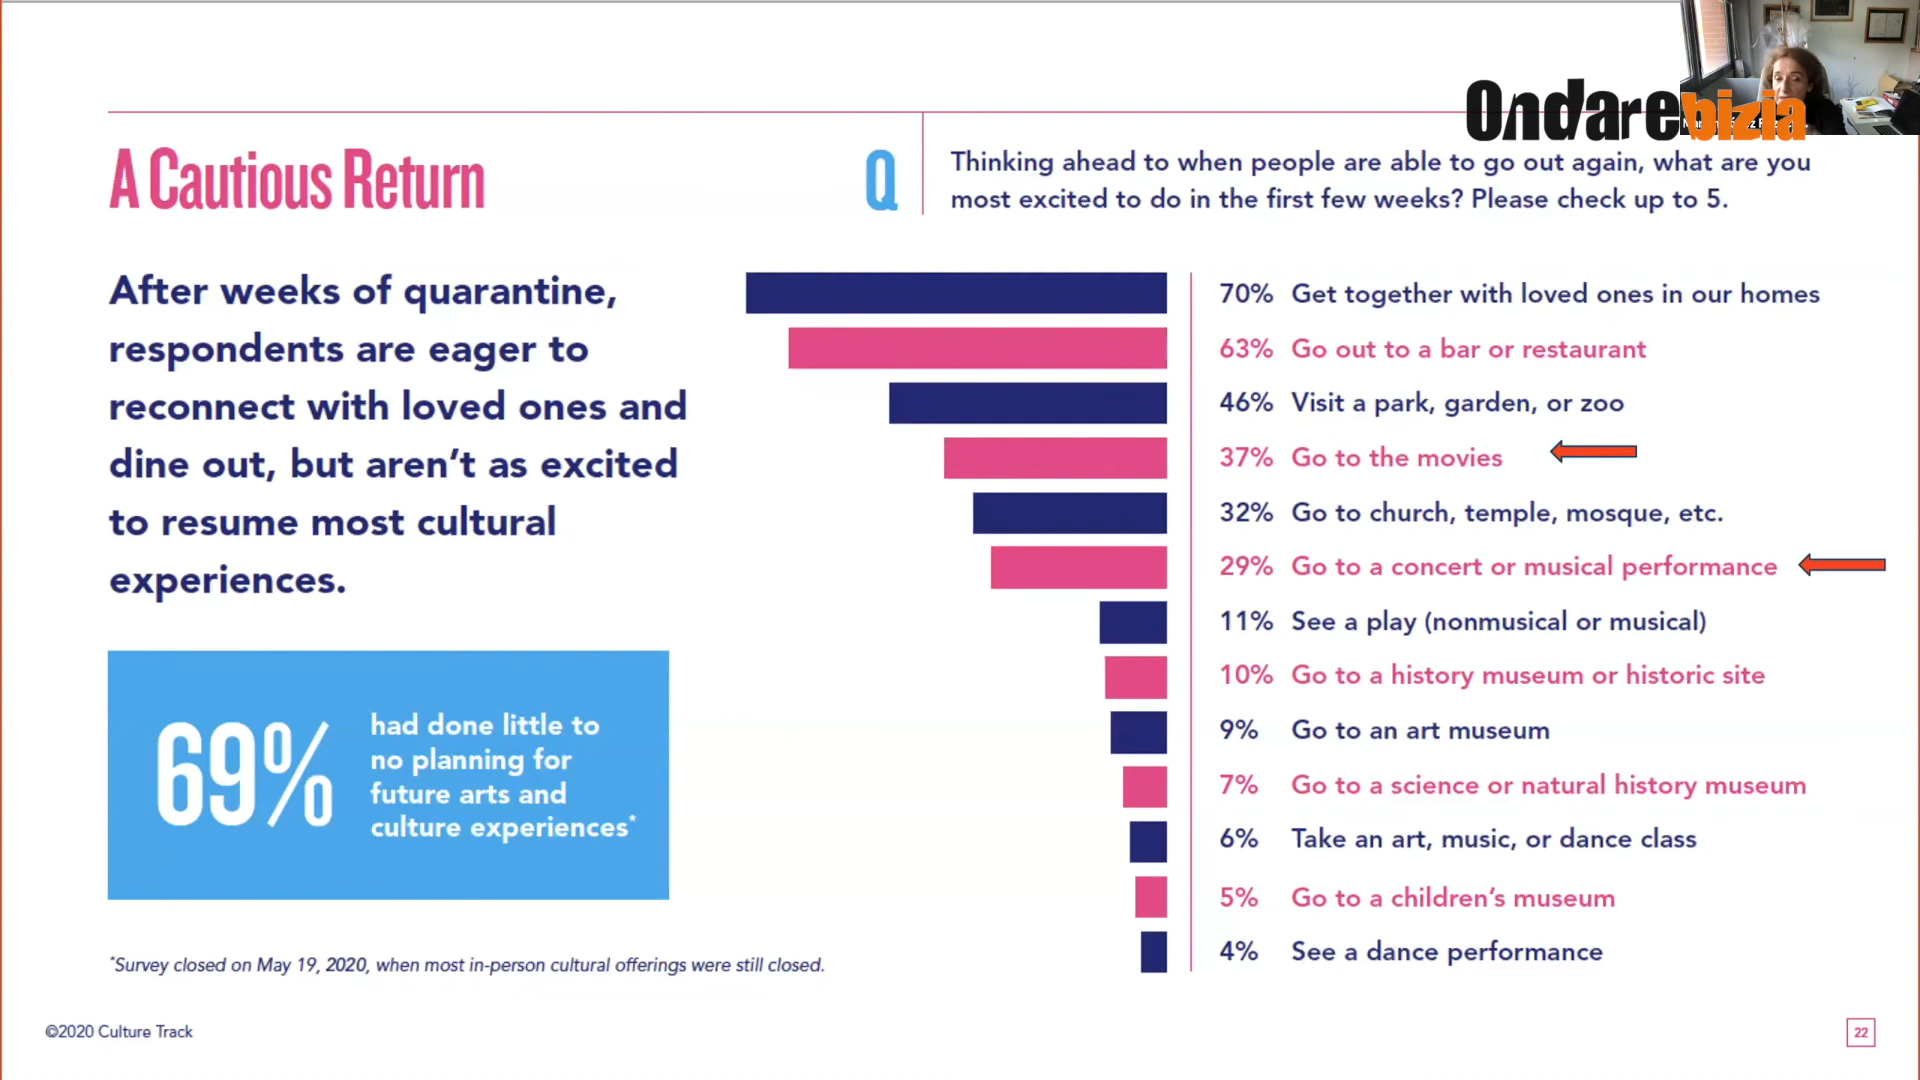 Ondarebizia
A Cautious Return
Q
Thinking ahead to when people are able to go out again, what are you
most excited to do in the first few weeks? Please check up to 5.
After weeks of quarantine,
respondents are eager to
reconnect with loved ones and
dine out, but aren’t as excited
to resume most cultural
experiences.
69%
had done little to
no planning for
future arts and
culture experiences*
*Survey closed on May 19, 2020, when most in-person cultural offerings were still closed.
70% Get together with loved ones in our homes
63% Go out to a bar or restaurant
46% Visit a park, garden, or zoo
37% Go to the movies
32% Go to church, temple, mosque, etc.
29% Go to a concert or musical performance
11% See a play (nonmusical or musical)
10% Go to a history museum or historic site
9% Go to an art museum
7% Go to a science or natural history museum
6% Take an art, music, or dance class
5% Go to a children’s museum
4% See a dance performance
©2020 Culture Track
22